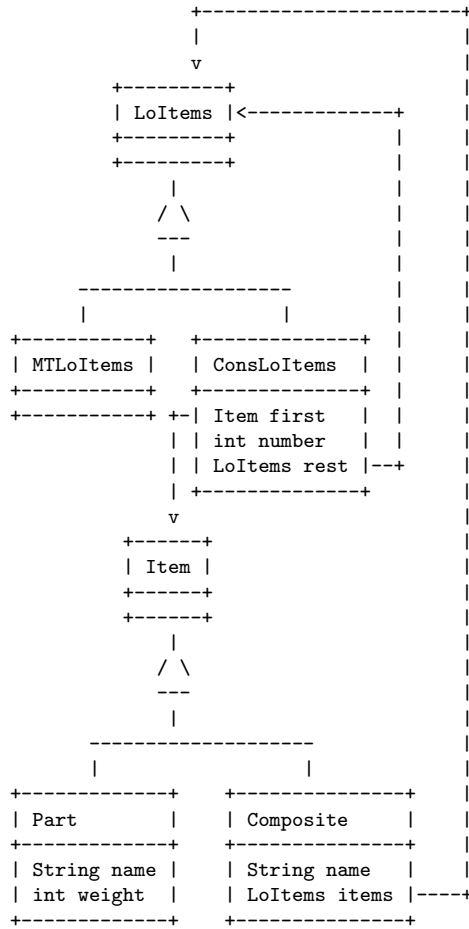 LoItems
MTLoItems
ConsLoItems
Item first
int number
LoItems rest
Item
Part
Composite
String name
int weight
String name
LoItems items